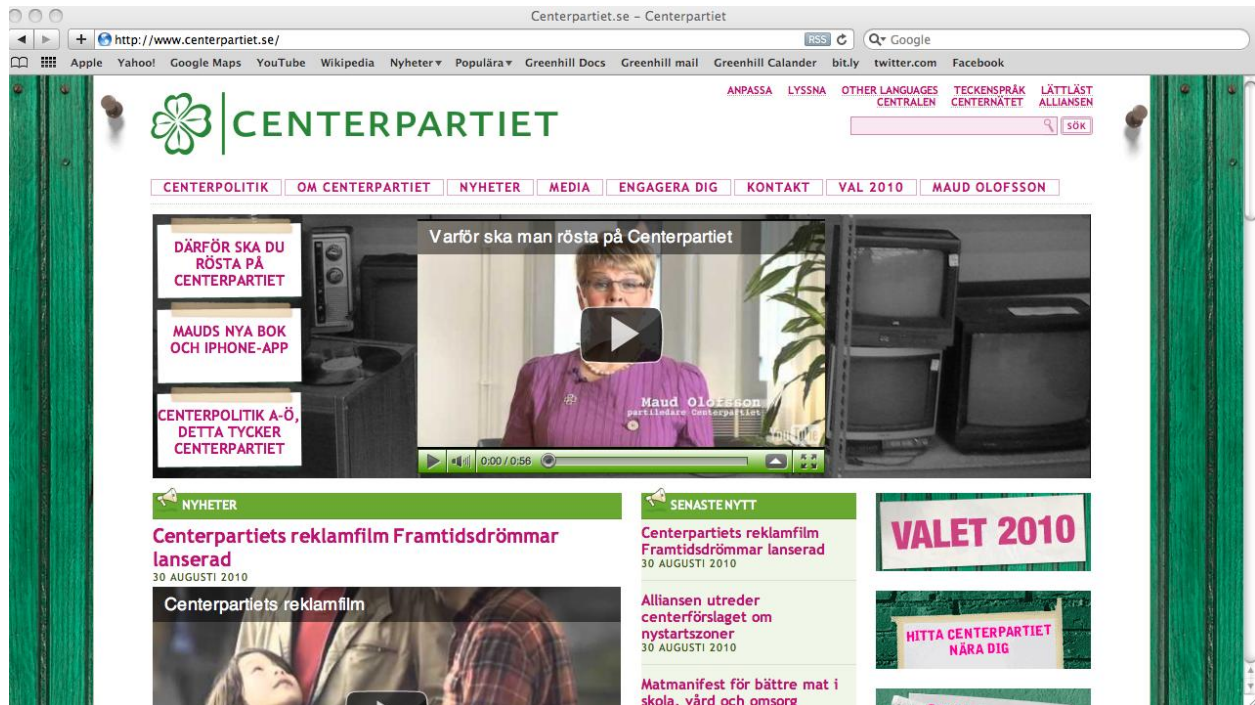 Centerpartiet.se – Centerpartiet
http://www.centerpartiet.se/
RSS
Google
Apple Yahoo! Google Maps YouTube Wikipedia Nyheter Populära Greenhill Docs Greenhill mail Greenhill Calander bit.ly twitter.com Facebook
CENTERPARTIET
ANPASSA LYSSNA OTHER LANGUAGES TECKENSPRÅK LÄTTLÄST
CENTRALEN CENTERNÄTET ALLIANSEN
SÖK
CENTERPOLITIK OM CENTERPARTIET NYHETER MEDIA ENGAGERA DIG KONTAKT VAL 2010 MAUD OLOFSSON
DÄRFÖR SKA DU
RÖSTA PÅ
CENTERPARTIET
MAUDS NYA BOK
OCH IPHONE-APP
CENTERPOLITIK A-Ö,
DETTA TYCKER
CENTERPARTIET
Varför ska man rösta på Centerpartiet
Maud Olofsson
partiledare Centerpartiet
YouTube
0:00 / 0:56
NYHETER
Centerpartiets reklamfilm Framtidsdrömmar
lanserad
30 AUGUSTI 2010
Centerpartiets reklamfilm
SENASTE NYTT
Centerpartiets reklamfilm
Framtidsdrömmar lanserad
30 AUGUSTI 2010
Alliansen utreder
centerförslaget om
nystartszoner
30 AUGUSTI 2010
Matmanifest för bättre mat i
skola, vård och omsorg
VALET 2010
HITTA CENTERPARTIET
NÄRA DIG